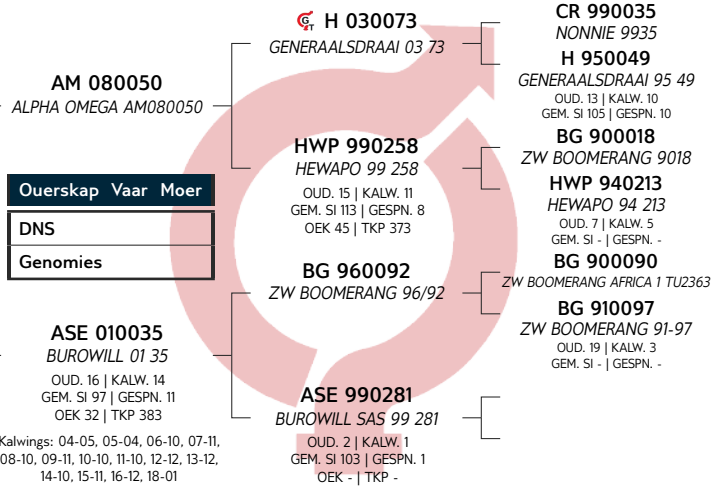 AM 080050
ALPHA OMEGA AM080050
Ouerskap Vaar Moer
DNS
Genomies
ASE 010035
BUROWILL 01 35
OUD. 16 | KALW. 14
GEM. SI 97 | GESPN. 11
OEK 32 | TKP 383
Kalwings: 04-05, 05-04, 06-10, 07-11,
08-10, 09-11, 10-10, 11-10, 12-12, 13-12,
14-10, 15-11, 16-12, 18-01
GT H 030073
GENERAALSDRAAI 03 73
HWP 990258
HEWAPO 99 258
OUD. 15 | KALW. 11
GEM. SI 113 | GESPN. 8
OEK 45 | TKP 373
BG 960092
ZW BOOMERANG 96/92
ASE 990281
BUROWILL SAS 99 281
OUD. 2 | KALW. 1
GEM. SI 103 | GESPN. 1
OEK - | TKP -
CR 990035
NONNIE 9935
H 950049
GENERAALSDRAAI 95 49
OUD. 13 | KALW. 10
GEM. SI 105 | GESPN. 10
BG 900018
ZW BOOMERANG 9018
HWP 940213
HEWAPO 94 213
OUD. 7 | KALW. 5
GEM. SI - | GESPN. -
BG 900090
ZW BOOMERANG AFRICA 1 TU2363
BG 910097
ZW BOOMERANG 91-97
OUD. 19 | KALW. 3
GEM. SI - | GESPN. -